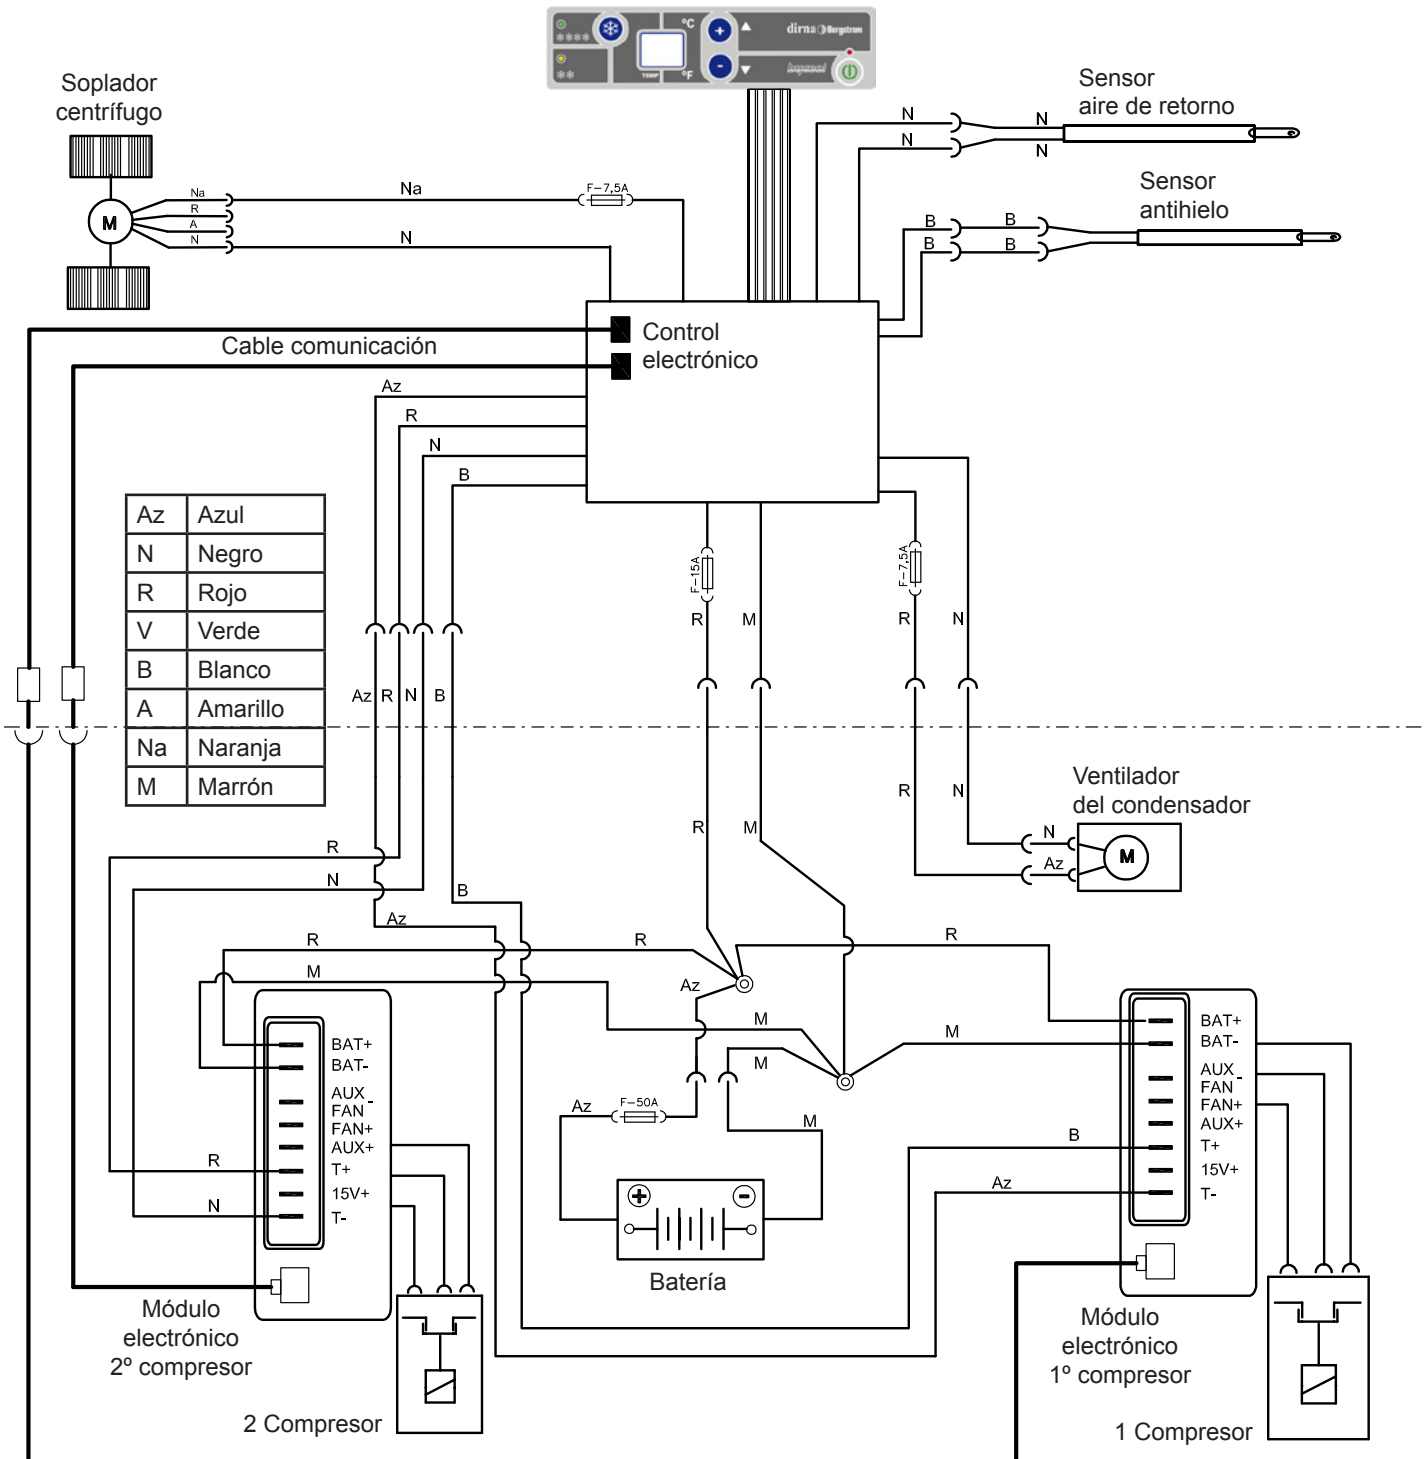 °C
°F
TEMP
+
-
dirna Bergstrom
Soplador
centrífugo
M
Na
R
A
N
Na
N
F-7,5A
N
N
N
N
Sensor
aire de retorno
B
B
B
B
Sensor
antihielo
Control
electrónico
Cable comunicación
Az
R
N
B
Az Azul
N Negro
R Rojo
V Verde
B Blanco
A Amarillo
Na Naranja
M Marrón
F-15A
F-7,5A
R
M
R
N
Az
R
N
B
R
M
R
N
Ventilador
del condensador
N
Az
M
R
N
B
Az
R
R
R
M
Az
M
M
M
BAT+
BAT-
AUX
FAN -
FAN+
AUX+
T+
15V+
T-
R
N
Az
F-50A
M
+
-
Batería
B
Az
BAT+
BAT-
AUX
FAN -
FAN+
AUX+
T+
15V+
T-
Módulo
electrónico
2º compresor
2 Compresor
Módulo
electrónico
1º compresor
1 Compresor